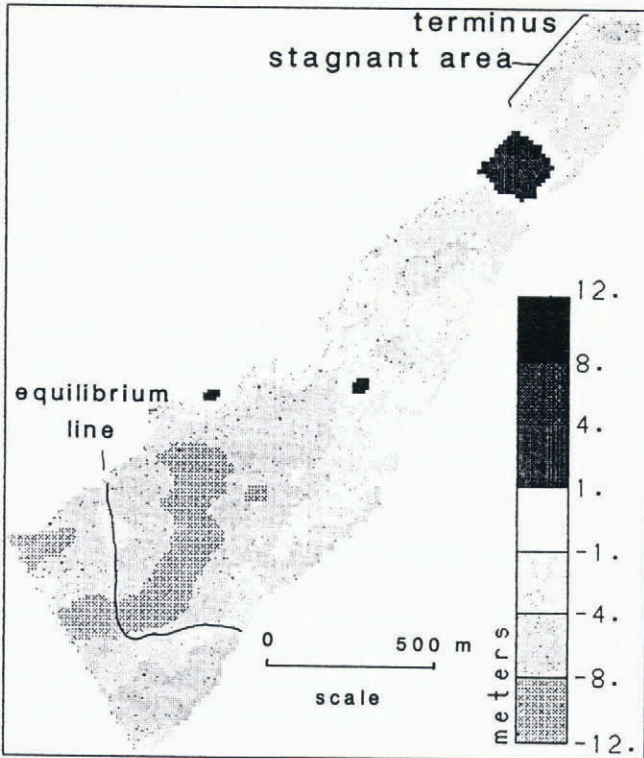 terminus
stagnant area
equilibrium
line
0 500 m
scale
meters
12.
8.
4.
1.
-1.
-4.
-8.
-12.